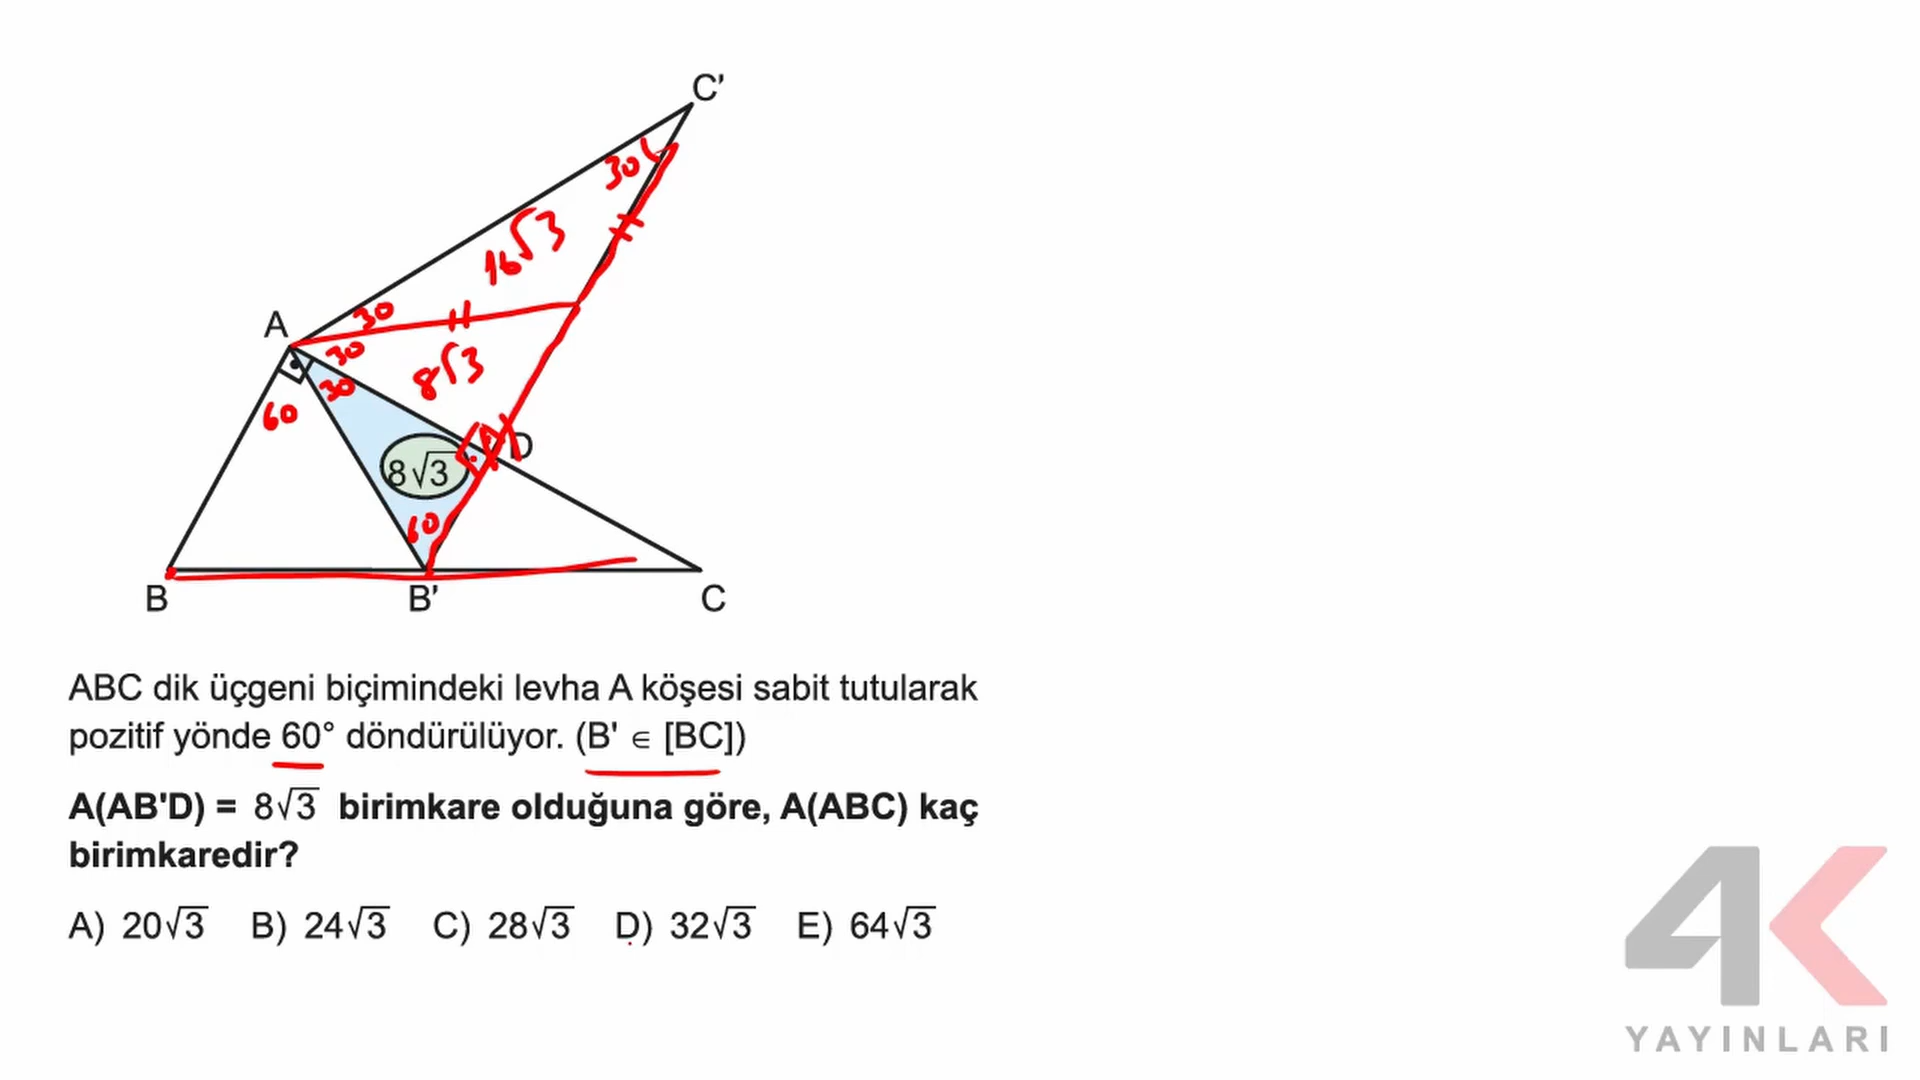 C'
30
16√3
A
30
30
8√3
30
60
D
8√3
60
B
B'
C
ABC dik üçgeni biçimindeki levha A köşesi sabit tutularak
pozitif yönde 60° döndürülüyor. (B' ∈ [BC])
A(AB'D) = 8√3 birimkare olduğuna göre, A(ABC) kaç
birimkaredir?
A) 20√3 B) 24√3 C) 28√3 D) 32√3 E) 64√3
4K
YAYINLARI